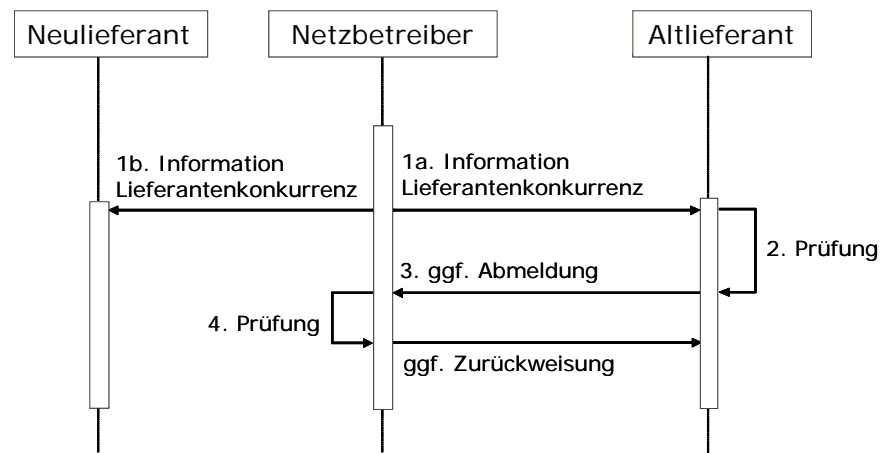 Neulieferant
Netzbetreiber
Altlieferant
1b. Information
Lieferantenkonkurrenz
1a. Information
Lieferantenkonkurrenz
2. Prüfung
3. ggf. Abmeldung
4. Prüfung
ggf. Zurückweisung